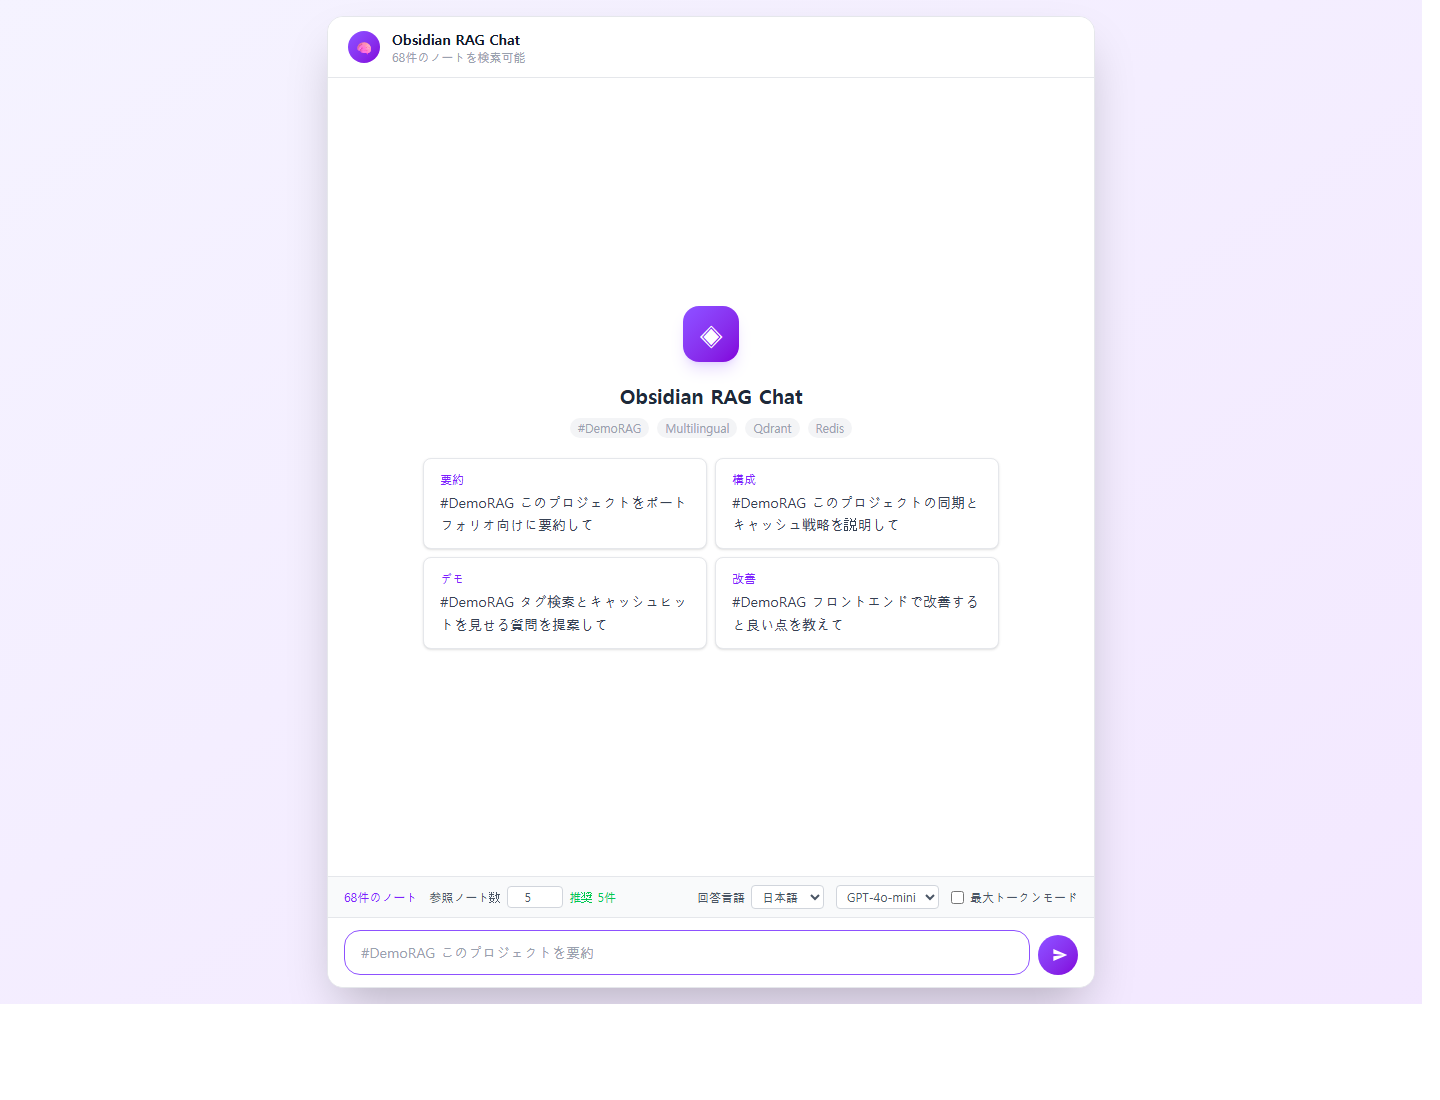 Obsidian RAG Chat
68件のノートを検索可能
Obsidian RAG Chat
#DemoRAG Multilingual Qdrant Redis
要約
#DemoRAG このプロジェクトをポート
フォリオ向けに要約して
構成
#DemoRAG このプロジェクトの同期と
キャッシュ戦略を説明して
デモ
#DemoRAG タグ検索とキャッシュヒッ
トを見せる質問を提案して
改善
#DemoRAG フロントエンドで改善する
と良い点を教えて
68件のノート 参照ノート数 5 推奨 5件 回答言語 日本語 GPT-4o-mini 最大トークンモード
#DemoRAG このプロジェクトを要約